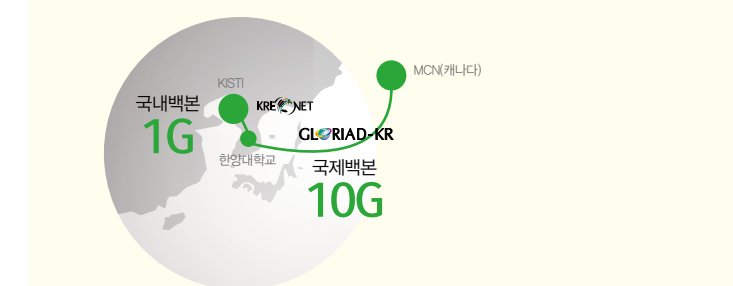 MCN(캐나다)
KISTI
국내백본
KREONET
1G
GLORIAD-KR
한양대학교
국제백본
10G